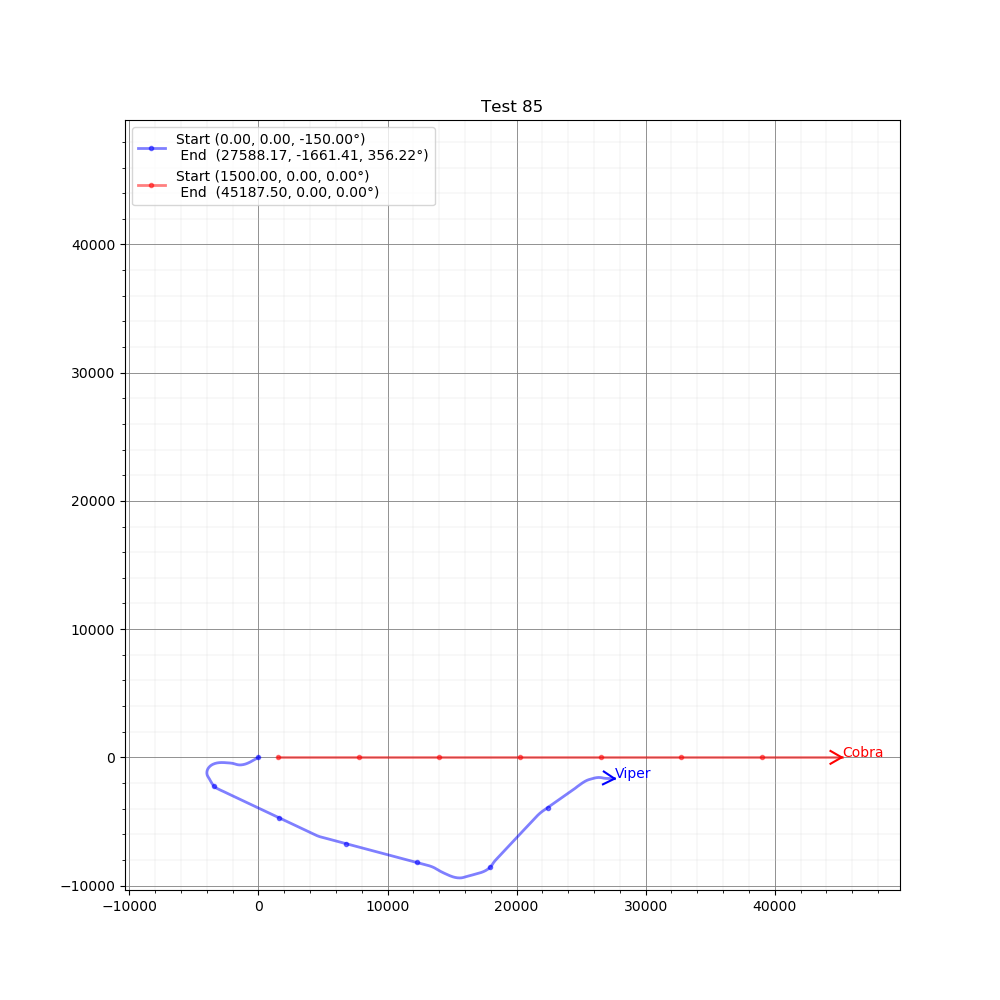 Test 85
Start (0.00, 0.00, -150.00°)
End (27588.17, -1661.41, 356.22°)
Start (1500.00, 0.00, 0.00°)
End (45187.50, 0.00, 0.00°)
40000
30000
20000
10000
0
−10000
Cobra
Viper
−10000
0
10000
20000
30000
40000